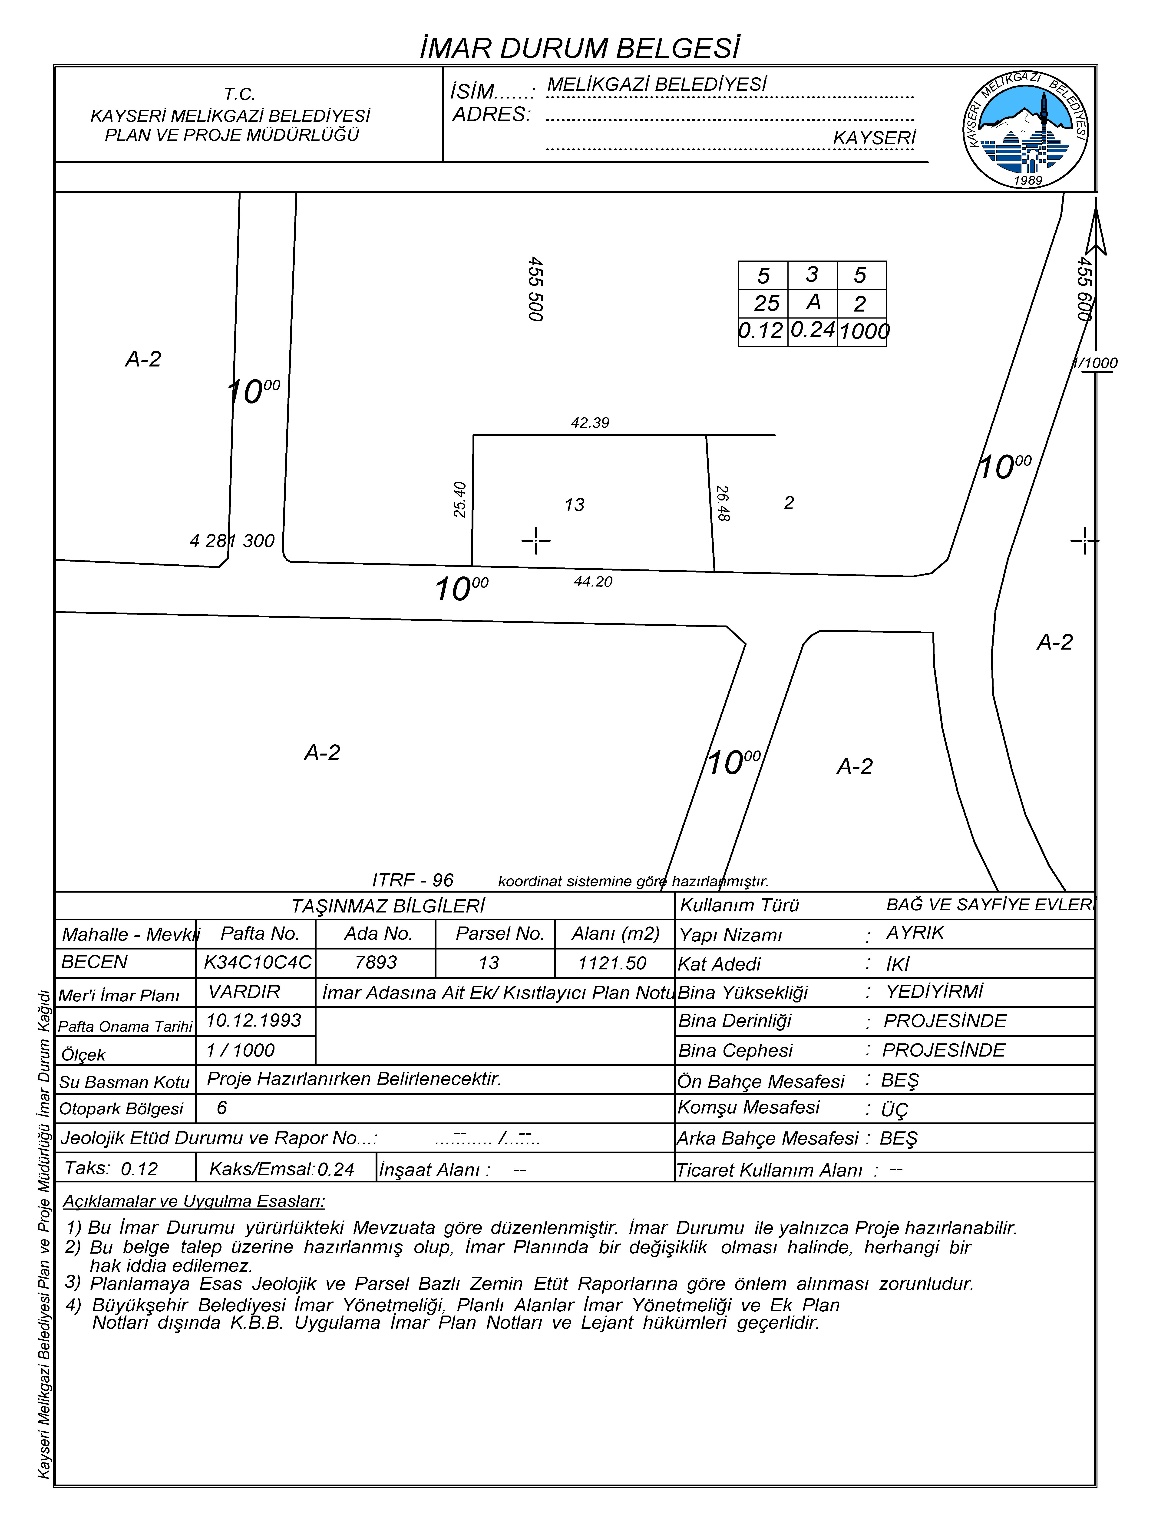 İMAR DURUM BELGESİ
T.C.
KAYSERİ MELİKGAZİ BELEDİYESİ
PLAN VE PROJE MÜDÜRLÜĞÜ
İSİM......: MELİKGAZİ BELEDİYESİ
ADRES:
KAYSERİ
KAYSERİ MELİKGAZİ BELEDİYESİ
1989
455 500
455 600
5 3 5
25 A 2
0.12 0.24 1000
1/1000
A-2
10⁰⁰
42.39
10⁰⁰
25.40
13
26.48
2
4 281 300
10⁰⁰
44.20
A-2
A-2
10⁰⁰
A-2
ITRF - 96 koordinat sistemine göre hazırlanmıştır.
TAŞINMAZ BİLGİLERİ
Mahalle - Mevkii Pafta No. Ada No. Parsel No. Alanı (m2)
BECEN K34C10C4C 7893 13 1121.50
Mer'i İmar Planı VARDIR İmar Adasına Ait Ek/ Kısıtlayıcı Plan Notu
Pafta Onama Tarihi 10.12.1993
Ölçek 1 / 1000
Su Basman Kotu Proje Hazırlanırken Belirlenecektir.
Otopark Bölgesi 6
Jeolojik Etüd Durumu ve Rapor No...: ....--...... /...--...
Taks: 0.12 Kaks/Emsal: 0.24 İnşaat Alanı : --
Kullanım Türü BAĞ VE SAYFİYE EVLERİ
Yapı Nizamı : AYRIK
Kat Adedi : İKİ
Bina Yüksekliği : YEDİYİRMİ
Bina Derinliği : PROJESİNDE
Bina Cephesi : PROJESİNDE
Ön Bahçe Mesafesi : BEŞ
Komşu Mesafesi : ÜÇ
Arka Bahçe Mesafesi : BEŞ
Ticaret Kullanım Alanı : --
Açıklamalar ve Uygulma Esasları:
1) Bu İmar Durumu yürürlükteki Mevzuata göre düzenlenmiştir. İmar Durumu ile yalnızca Proje hazırlanabilir.
2) Bu belge talep üzerine hazırlanmış olup, İmar Planında bir değişiklik olması halinde, herhangi bir
hak iddia edilemez.
3) Planlamaya Esas Jeolojik ve Parsel Bazlı Zemin Etüt Raporlarına göre önlem alınması zorunludur.
4) Büyükşehir Belediyesi İmar Yönetmeliği, Planlı Alanlar İmar Yönetmeliği ve Ek Plan
Notları dışında K.B.B. Uygulama İmar Plan Notları ve Lejant hükümleri geçerlidir.
Kayseri Melikgazi Belediyesi Plan ve Proje Müdürlüğü İmar Durum Kağıdı